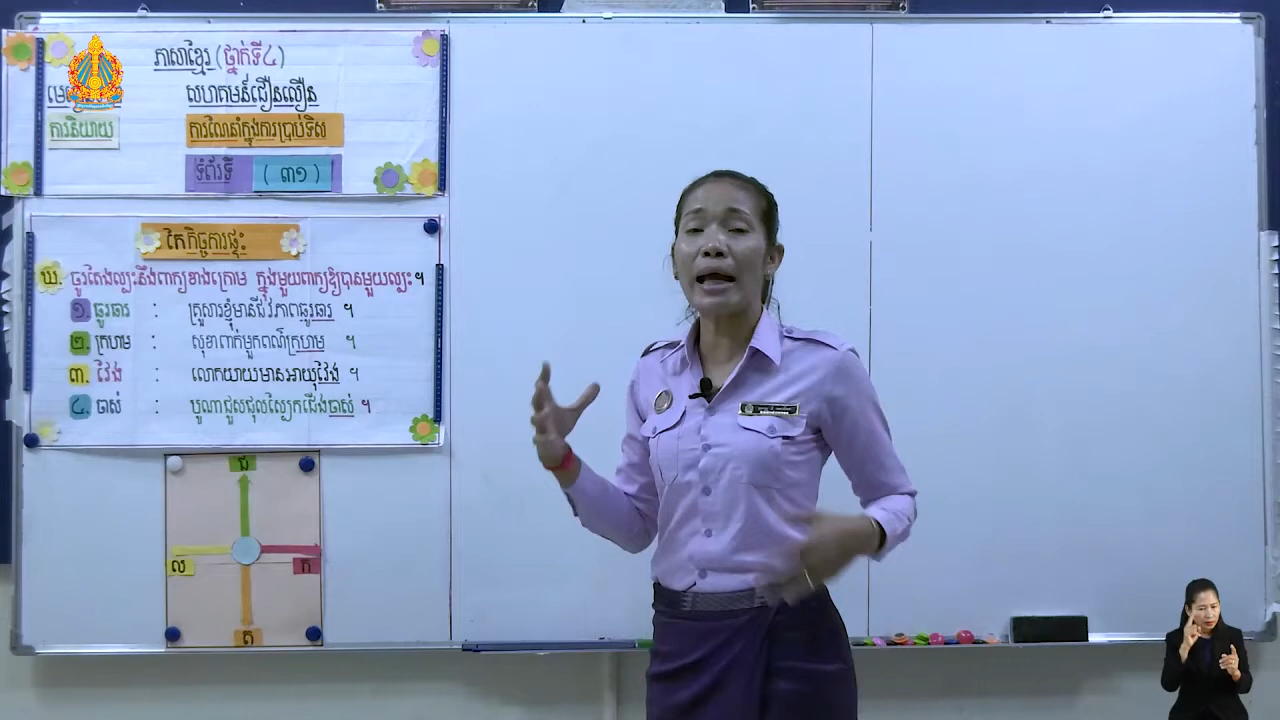 ភាសាខ្មែរ (ថ្នាក់ទី៤)
សហគមន៍ជឿនលឿន
ការនិយាយ
ការណែនាំក្នុងការប្រាប់ទិស
ទំព័រទី ( ៣១ )
កែកិច្ចការផ្ទះ
ឃ. ចូរតែងល្បះនឹងពាក្យខាងក្រោម ក្នុងមួយពាក្យឱ្យបានមួយល្បះ ។
១. ធូរធារ : គ្រួសារខ្ញុំមានជីវភាពធូរធារ ។
២. ក្រហម : សុខាពាក់មួកពណ៌ក្រហម ។
៣. វែង : លោកយាយមានអាយុវែង ។
៤. ចាស់ : បូណាជួសជុលស្បែកជើងចាស់ ។
ជ
ល
ក
ត